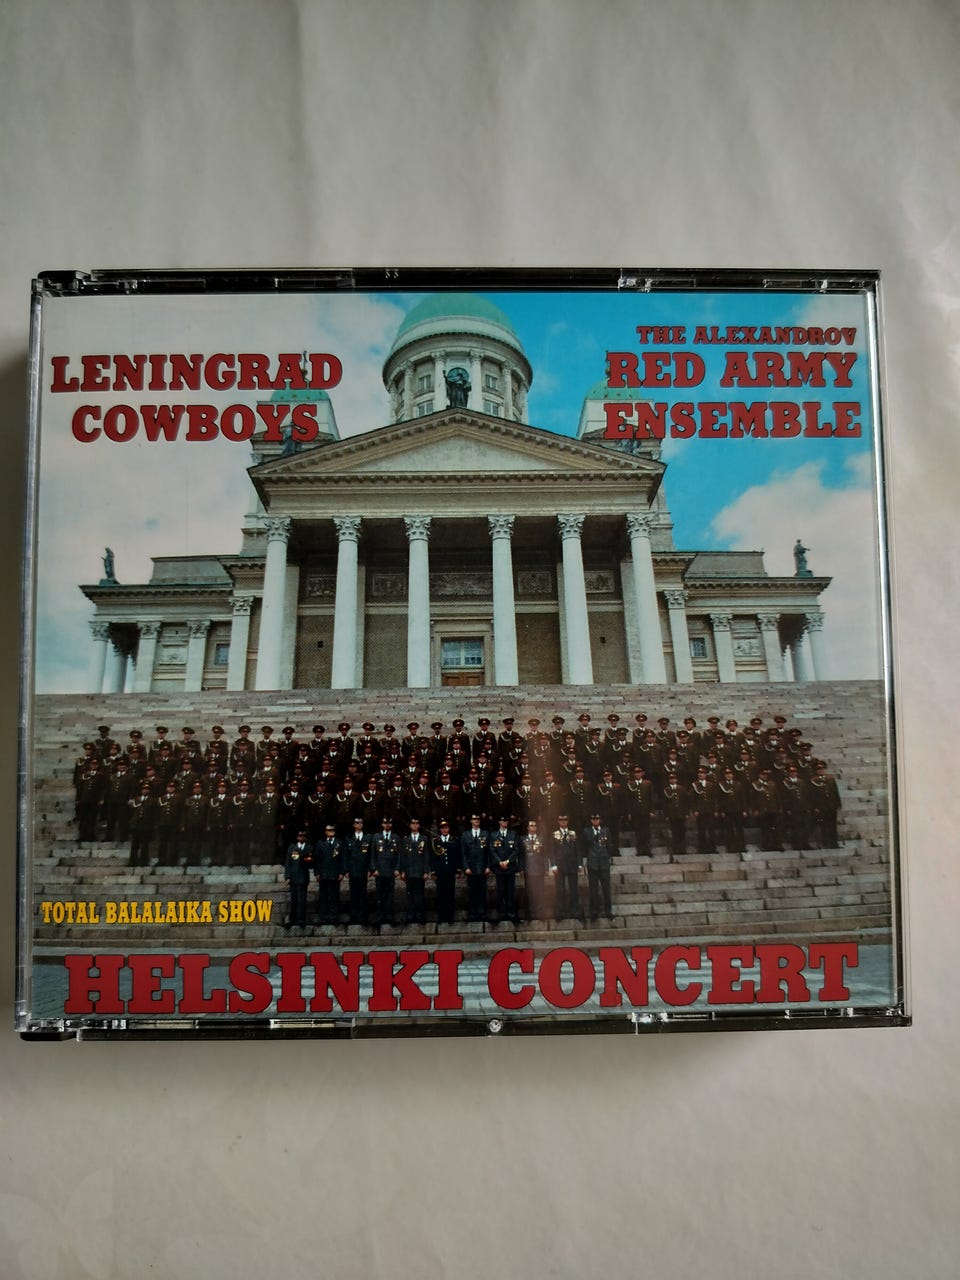 LENINGRAD
COWBOYS
THE ALEXANDROV
RED ARMY
ENSEMBLE
TOTAL BALALAIKA SHOW
HELSINKI CONCERT